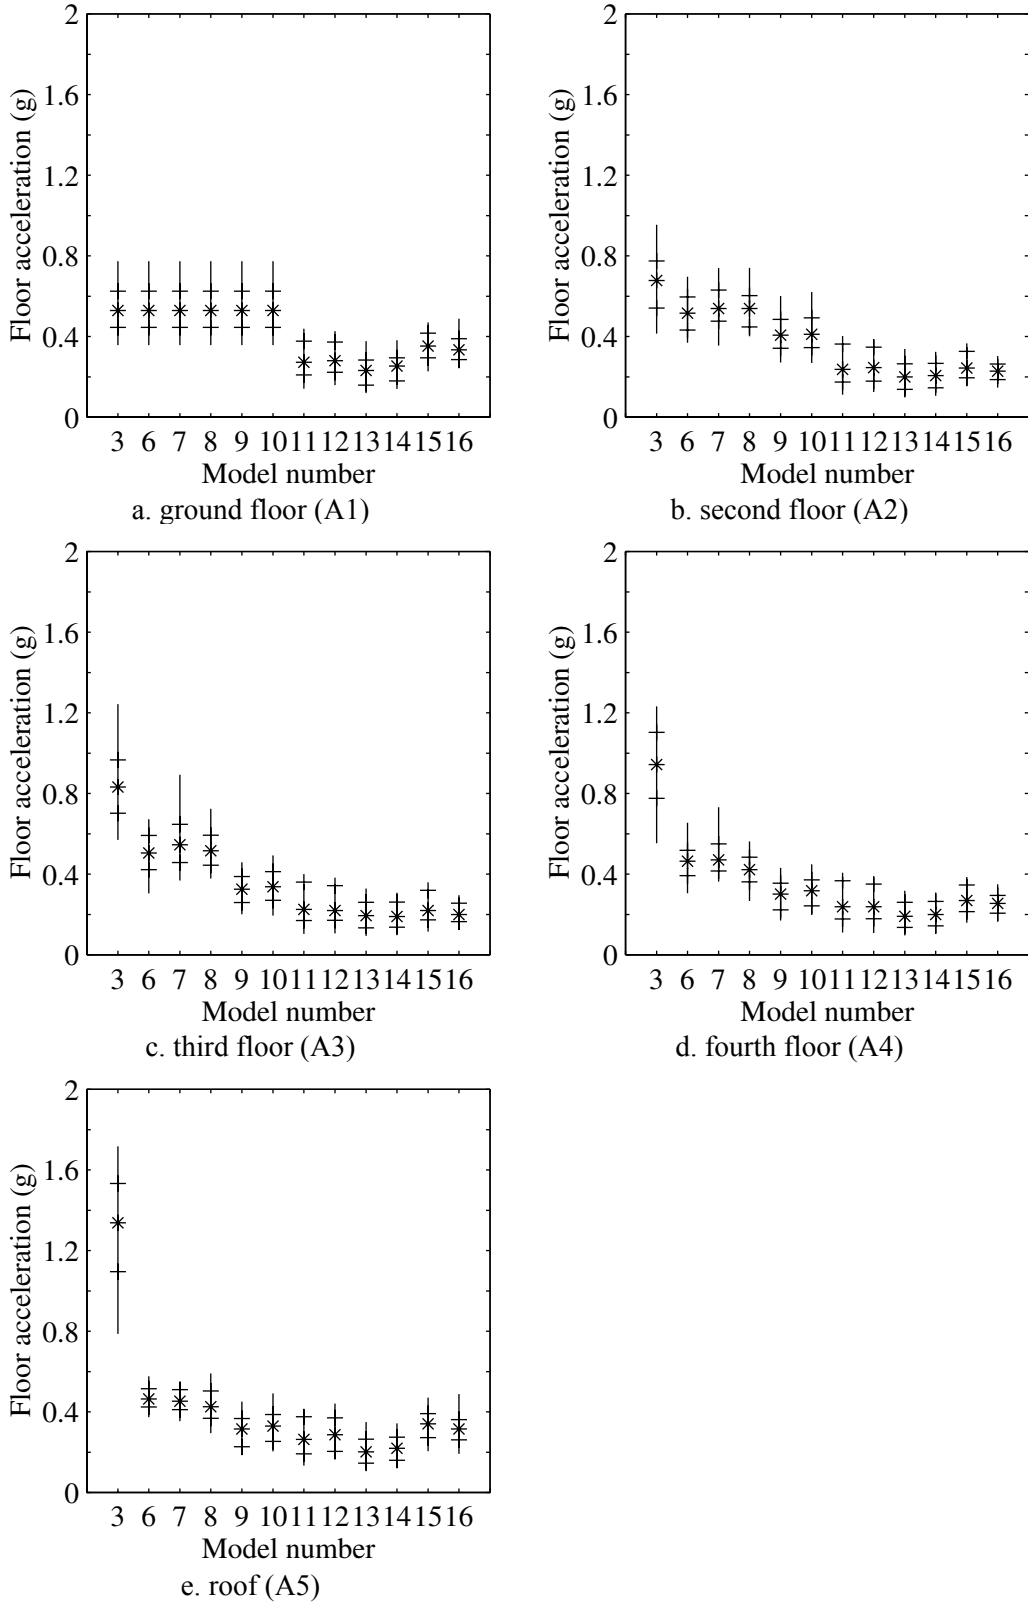 2
1.6
1.2
0.8
0.4
0
Floor acceleration (g)
3 6 7 8 9 10 11 12 13 14 15 16
Model number
a. ground floor (A1)
2
1.6
1.2
0.8
0.4
0
Floor acceleration (g)
3 6 7 8 9 10 11 12 13 14 15 16
Model number
b. second floor (A2)
2
1.6
1.2
0.8
0.4
0
Floor acceleration (g)
3 6 7 8 9 10 11 12 13 14 15 16
Model number
c. third floor (A3)
2
1.6
1.2
0.8
0.4
0
Floor acceleration (g)
3 6 7 8 9 10 11 12 13 14 15 16
Model number
d. fourth floor (A4)
2
1.6
1.2
0.8
0.4
0
Floor acceleration (g)
3 6 7 8 9 10 11 12 13 14 15 16
Model number
e. roof (A5)